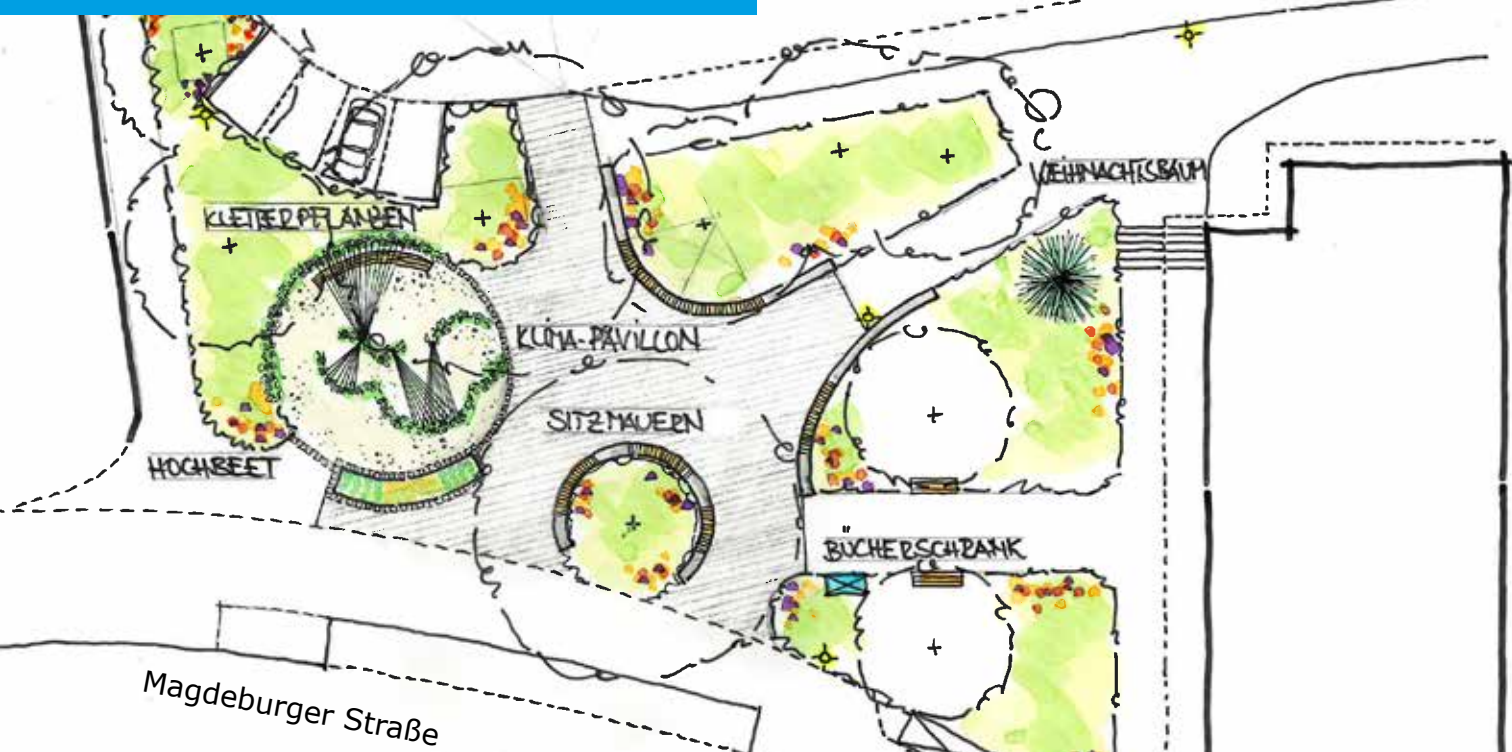 WEIHNACHTSBAUM
KLETTERPFLANZEN
KLIMA-PAVILLON
SITZMAUERN
HOCHBEET
BÜCHERSCHRANK
Magdeburger Straße